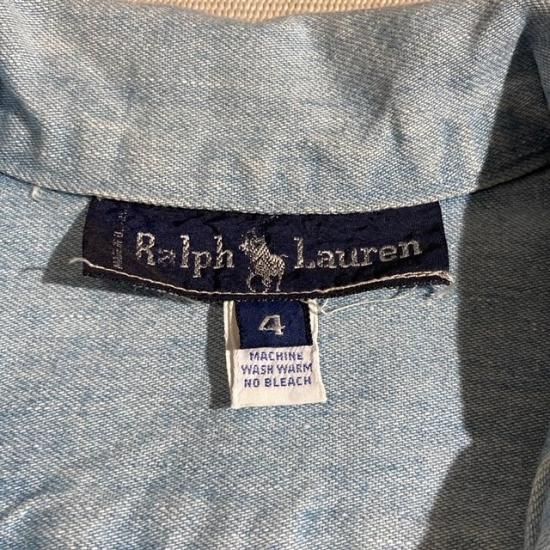 Ralph Lauren
4
MACHINE
WASH WARM
NO BLEACH